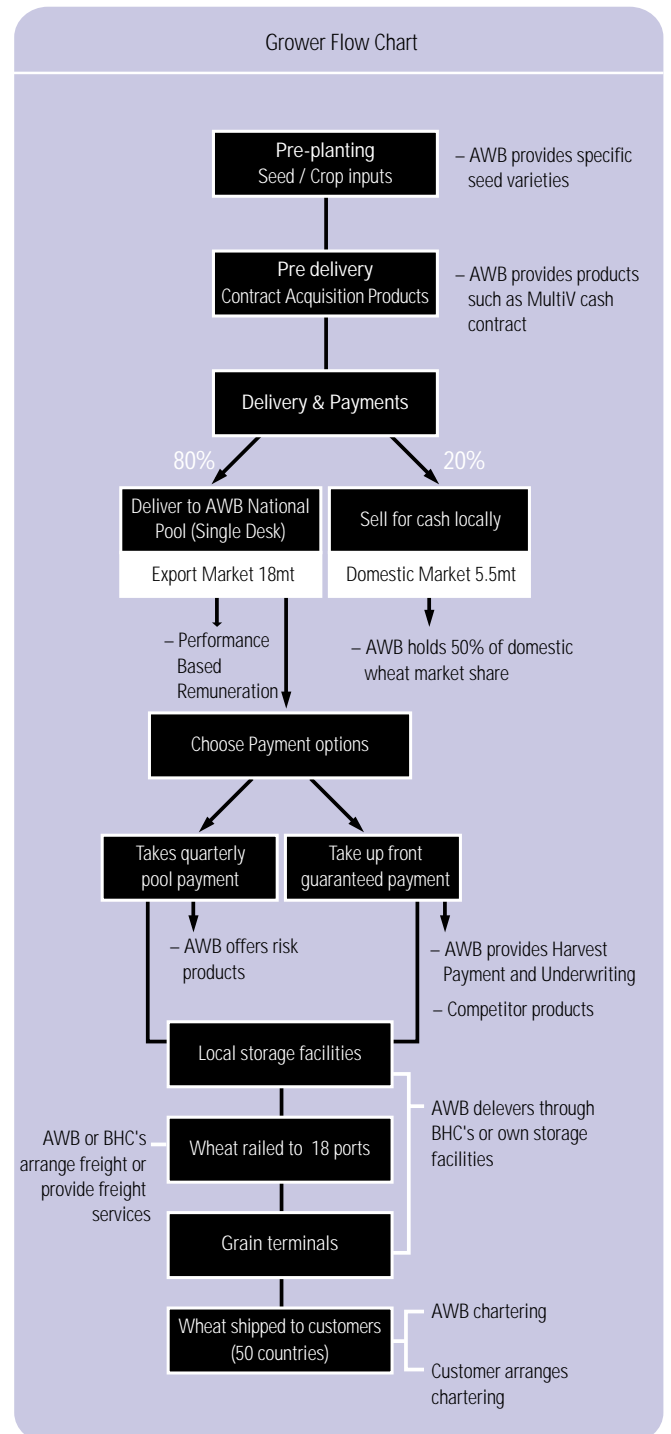 Grower Flow Chart
Pre-planting
Seed / Crop inputs
– AWB provides specific
seed varieties
Pre delivery
Contract Acquisition Products
– AWB provides products
such as MultiV cash
contract
Delivery & Payments
80%
20%
Deliver to AWB National
Pool (Single Desk)
Export Market 18mt
Sell for cash locally
Domestic Market 5.5mt
– Performance
Based
Remuneration
– AWB holds 50% of domestic
wheat market share
Choose Payment options
Takes quarterly
pool payment
Take up front
guaranteed payment
– AWB offers risk
products
– AWB provides Harvest
Payment and Underwriting
– Competitor products
Local storage facilities
AWB delevers through
BHC's or own storage
facilities
AWB or BHC's
arrange freight or
provide freight
services
Wheat railed to 18 ports
Grain terminals
Wheat shipped to customers
(50 countries)
AWB chartering
Customer arranges
chartering